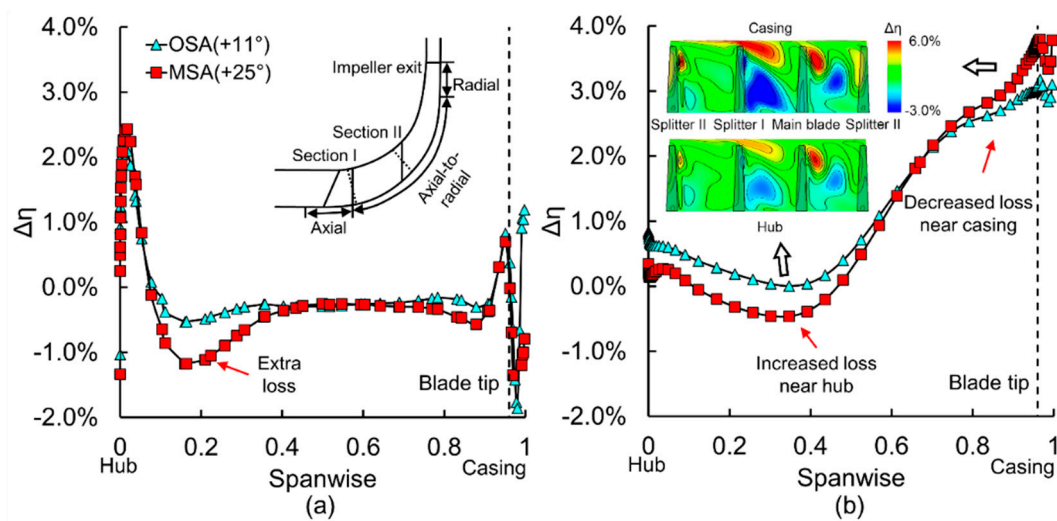 4.0%
3.0%
2.0%
1.0%
0.0%
-1.0%
-2.0%
Δη
OSA(+11°)
MSA(+25°)
Impeller exit
Radial
Section II
Section I
Axial-to-
radial
Axial
Extra
loss
Blade tip
0
0.2
0.4
0.6
0.8
1
Hub
Spanwise
Casing
(a)
4.0%
3.0%
2.0%
1.0%
0.0%
-1.0%
-2.0%
Δη
Casing
Δη
6.0%
-3.0%
Splitter II
Splitter I
Main blade
Splitter II
Hub
Decreased loss
near casing
Increased loss
near hub
Blade tip
0
0.2
0.4
0.6
0.8
1
Hub
Spanwise
Casing
(b)